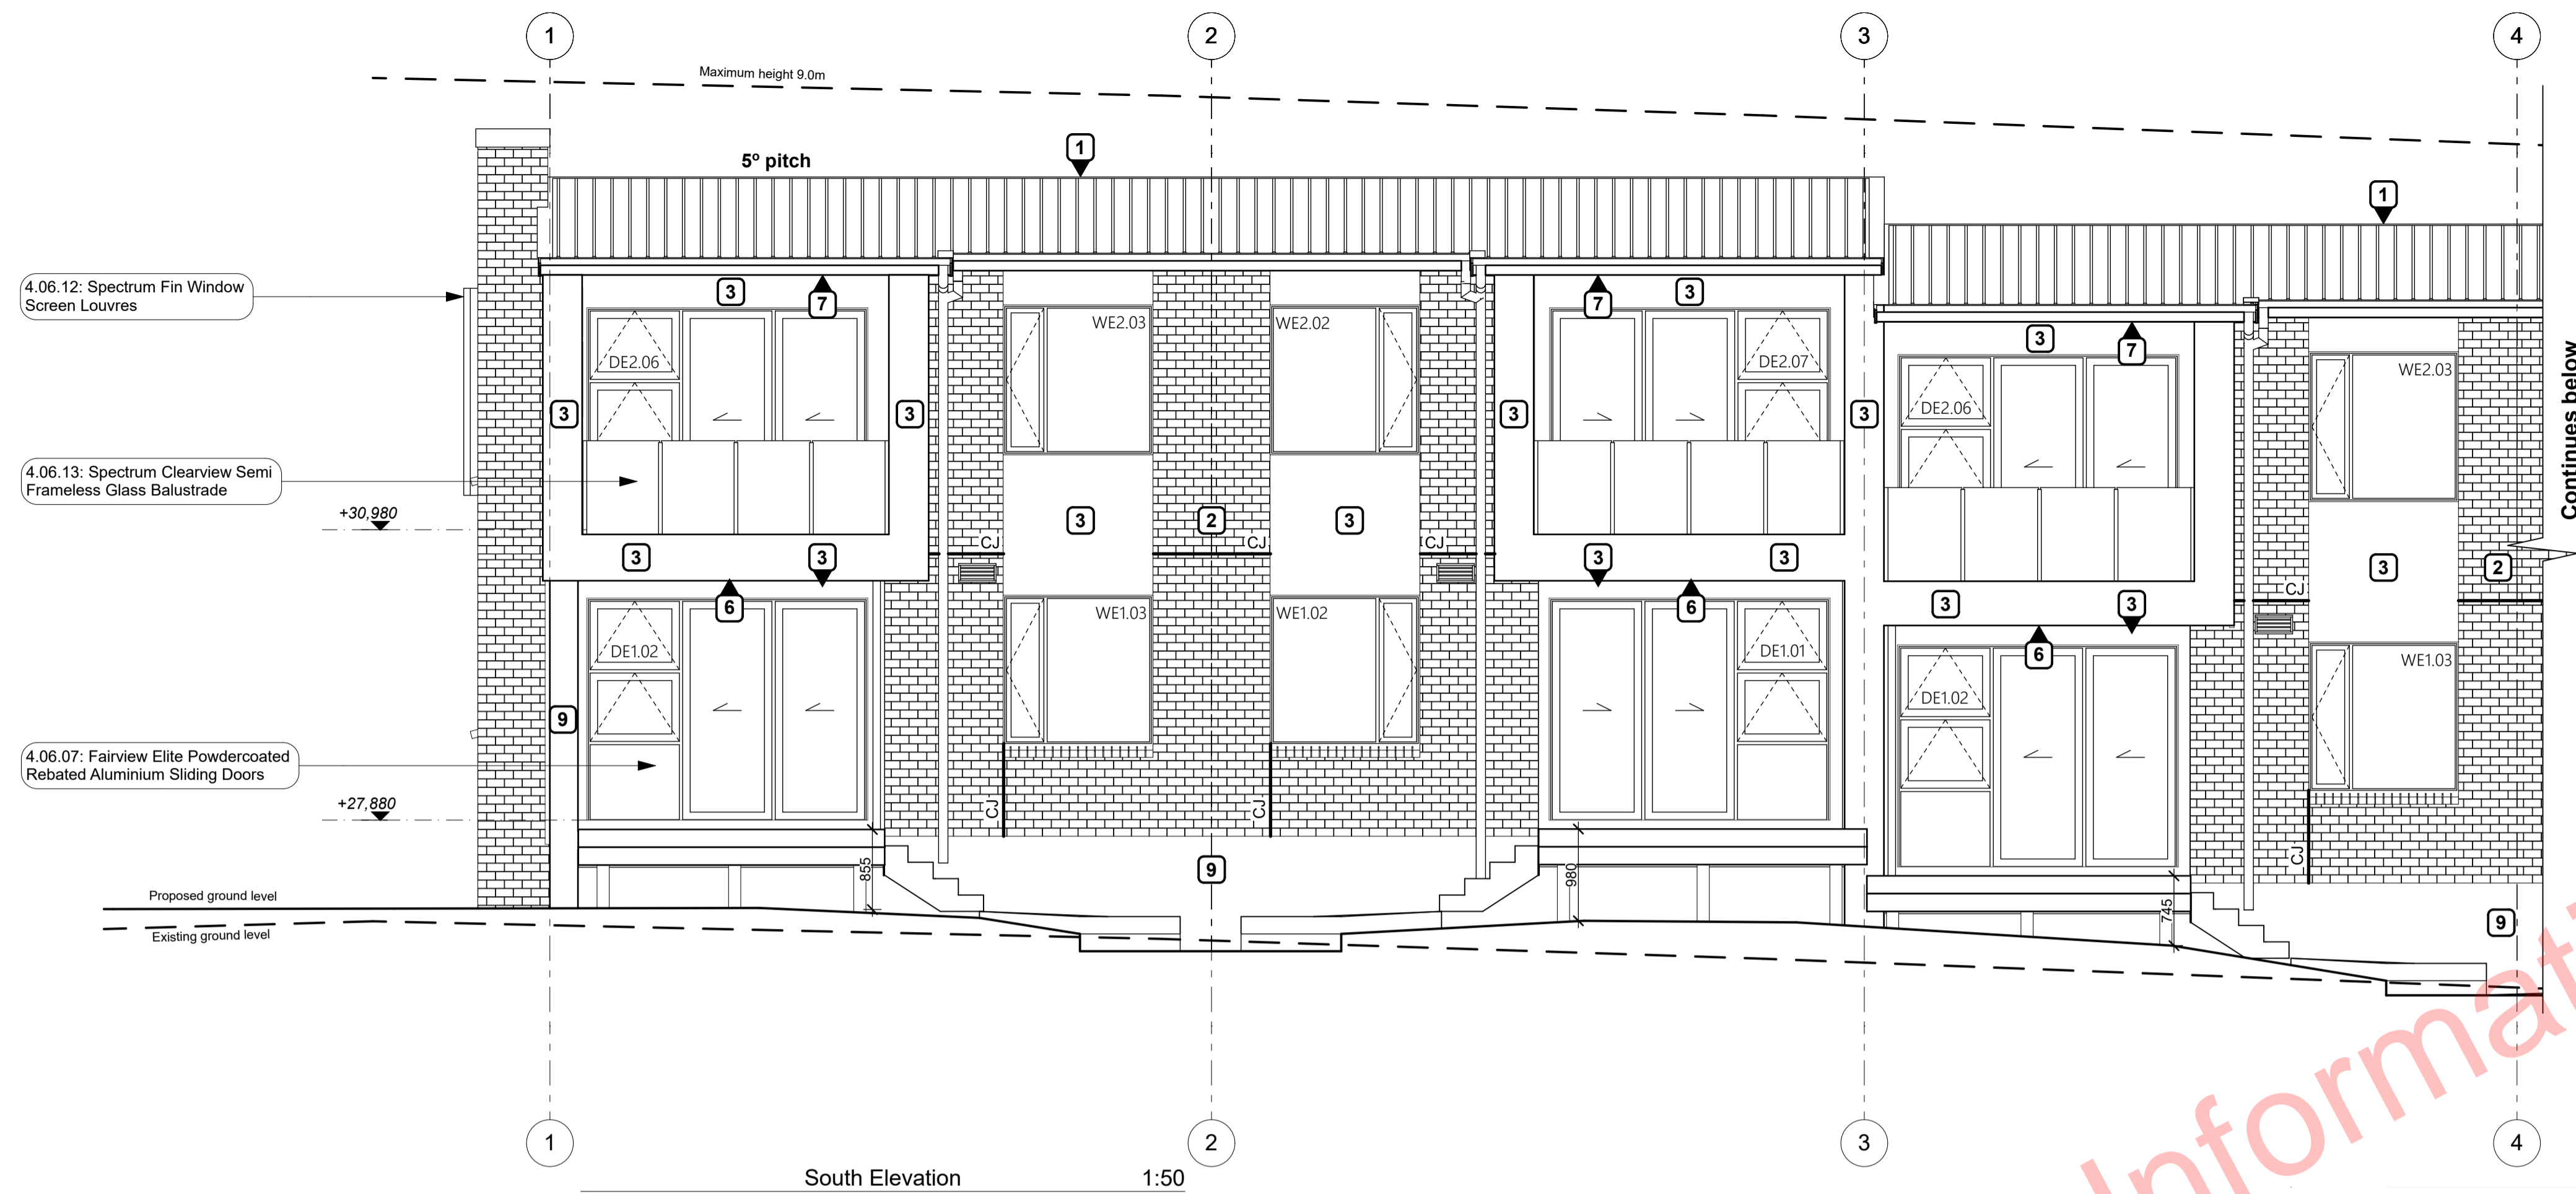 1
2
3
4
Maximum height 9.0m
5º pitch
1
1
4.06.12: Spectrum Fin Window
Screen Louvres
3
7
7
3
3
7
WE2.03
WE2.02
WE2.03
DE2.06
DE2.07
DE2.06
Continues below
3
3
3
3
4.06.13: Spectrum Clearview Semi
Frameless Glass Balustrade
+30,980
3
2
3
3
2
CJ
CJ
CJ
CJ
3
3
3
3
3
3
6
6
6
WE1.03
WE1.02
WE1.03
DE1.02
DE1.01
DE1.02
9
4.06.07: Fairview Elite Powdercoated
Rebated Aluminium Sliding Doors
+27,880
CJ
CJ
CJ
855
9
980
745
9
Proposed ground level
Existing ground level
1
2
3
4
South Elevation 1:50
Informati